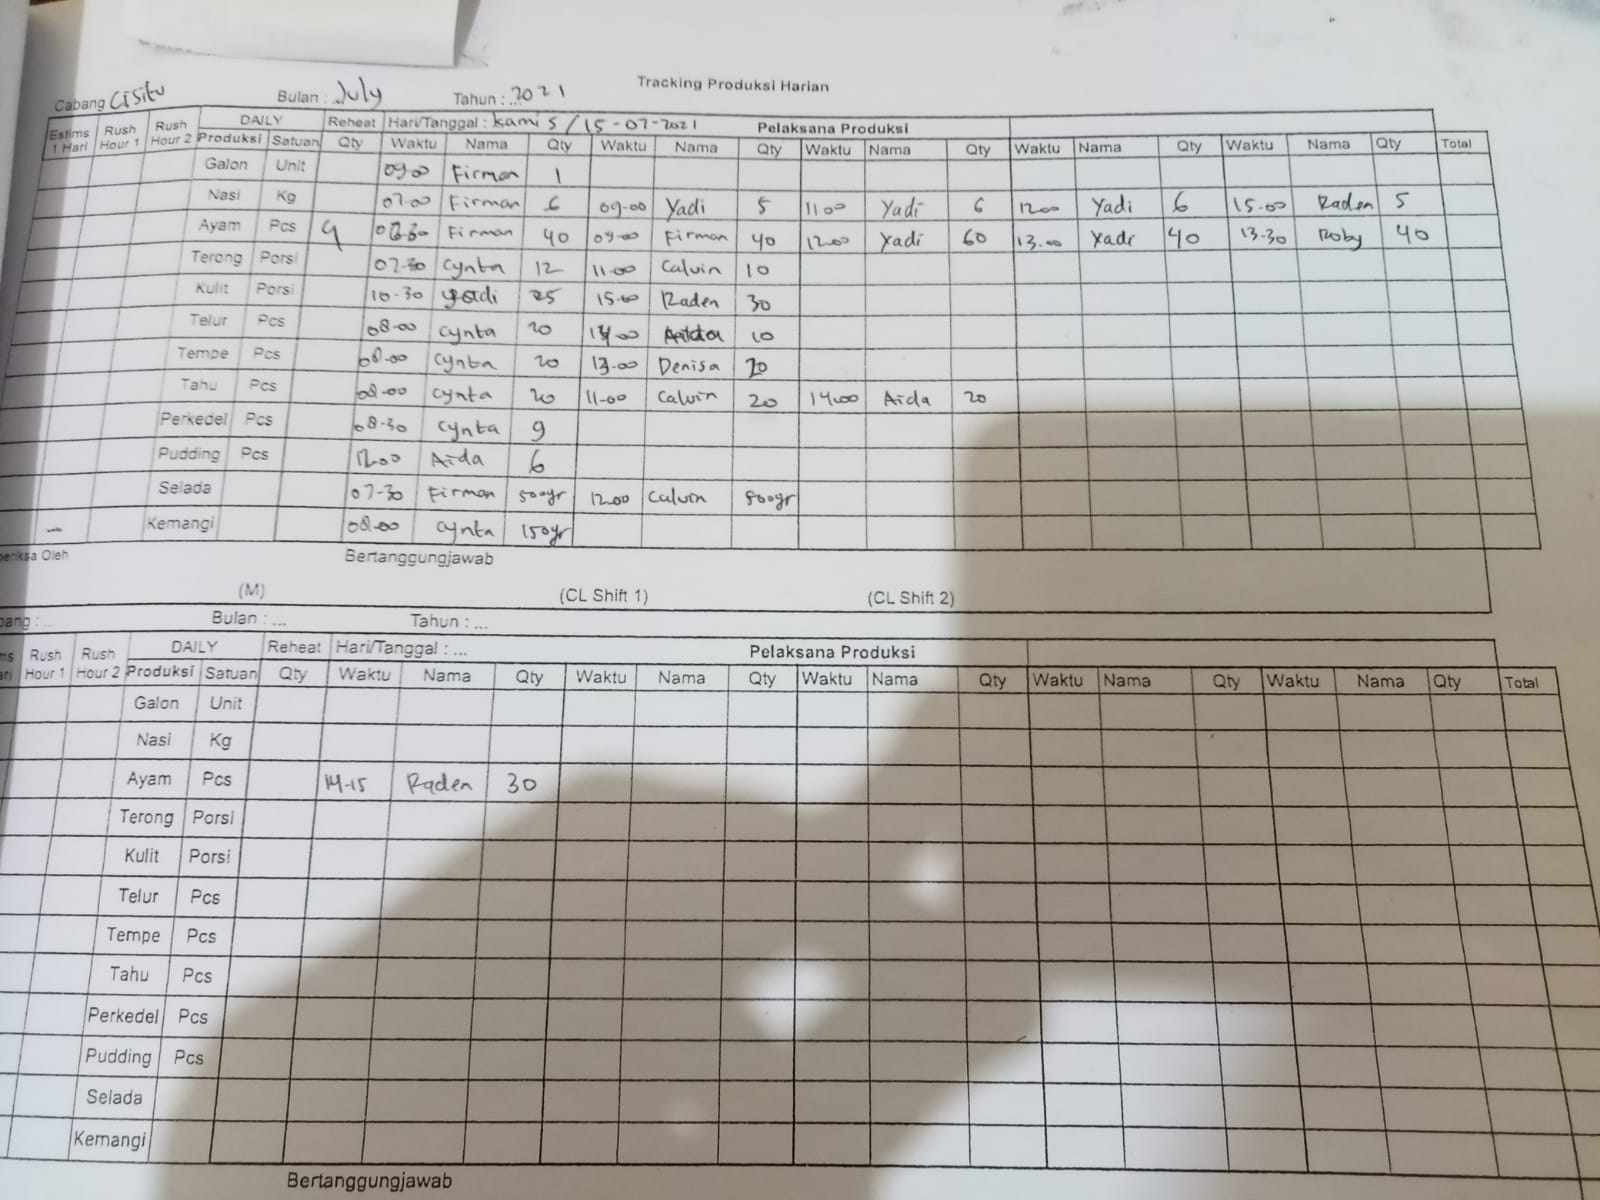 Tracking Produksi Harian
Cabang Cisitu Bulan : July Tahun : 2021
Estims 1 Hari Rush Hour 1 Rush Hour 2 DAILY Reheat Hari/Tanggal : Kamis / 15-07-2021 Pelaksana Produksi
Produksi Satuan Qty Waktu Nama Qty Waktu Nama Qty Waktu Nama Qty Waktu Nama Qty Waktu Nama Qty Total
Galon Unit 09.00 Firman 1
Nasi Kg 07.00 Firman 6 09-00 Yadi 5 11.00 Yadi 6 12.00 Yadi 6 15.00 Raden 5
Ayam Pcs 9 Firman 40 09-00 Firman 40 12.00 Yadi 60 13.00 Yadi 40 13.30 Roby 40
Terong Porsi 07-30 Cynta 12 11.00 Calvin 10
Kulit Porsi 10-30 Yadi 25 15.00 Raden 30
Telur Pcs 08-00 Cynta 20 Aida 10
Tempe Pcs 08.00 Cynta 20 13.00 Denisa 20
Tahu Pcs 08-00 Cynta 20 11-00 Calvin 20 14.00 Aida 20
Perkedel Pcs 08-30 Cynta 9
Pudding Pcs 12.00 Aida 6
Selada 07-30 Firman 500gr 12.00 Calvin 500gr
Kemangi 08.00 Cynta 150gr
periksa Oleh Bertanggungjawab
(M) (CL Shift 1) (CL Shift 2)
bang : ... Bulan : ... Tahun : ...
Rush Hour 1 Rush Hour 2 DAILY Reheat Hari/Tanggal : ... Pelaksana Produksi
Produksi Satuan Qty Waktu Nama Qty Waktu Nama Qty Waktu Nama Qty Waktu Nama Qty Waktu Nama Qty Total
Galon Unit
Nasi Kg
Ayam Pcs 14-15 Raden 30
Terong Porsi
Kulit Porsi
Telur Pcs
Tempe Pcs
Tahu Pcs
Perkedel Pcs
Pudding Pcs
Selada
Kemangi
Bertanggungjawab